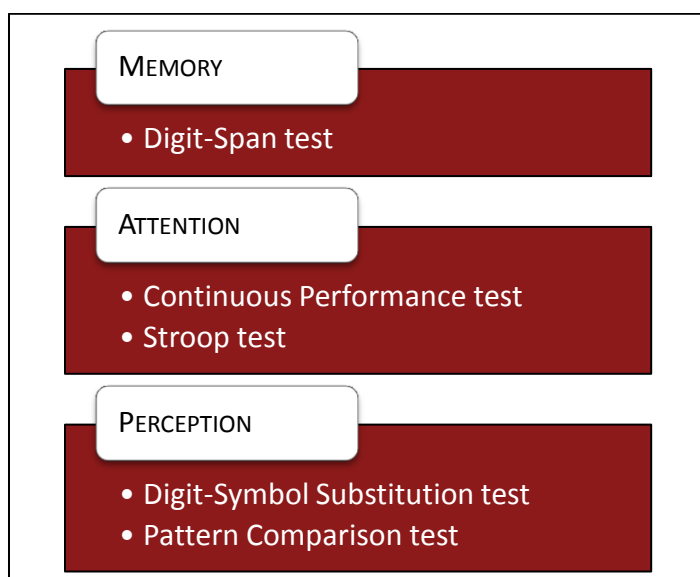 MEMORY
• Digit-Span test
ATTENTION
• Continuous Performance test
• Stroop test
PERCEPTION
• Digit-Symbol Substitution test
• Pattern Comparison test